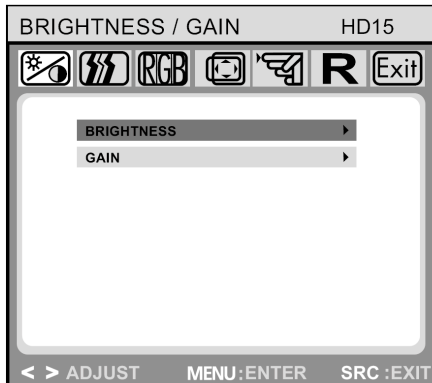 BRIGHTNESS / GAIN HD15
RGB R Exit
BRIGHTNESS
GAIN
< > ADJUST MENU:ENTER SRC :EXIT